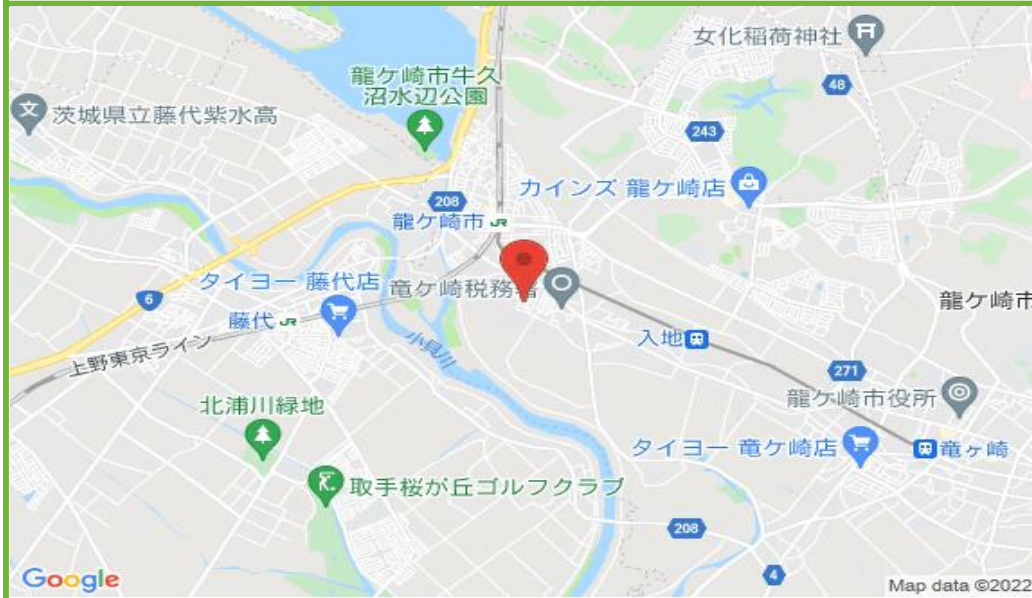 女化稲荷神社
龍ケ崎市牛久
沼水辺公園
48
文
茨城県立藤代紫水高
243
カインズ 龍ケ崎店
208
龍ケ崎市 JR
タイヨー 藤代店
竜ケ崎税務署
6
龍ケ崎市
藤代 JR
小貝川
入地
上野東京ライン
271
龍ケ崎市役所
北浦川緑地
タイヨー 竜ケ崎店
竜ヶ崎
取手桜が丘ゴルフクラブ
208
4
Google
Map data ©2022